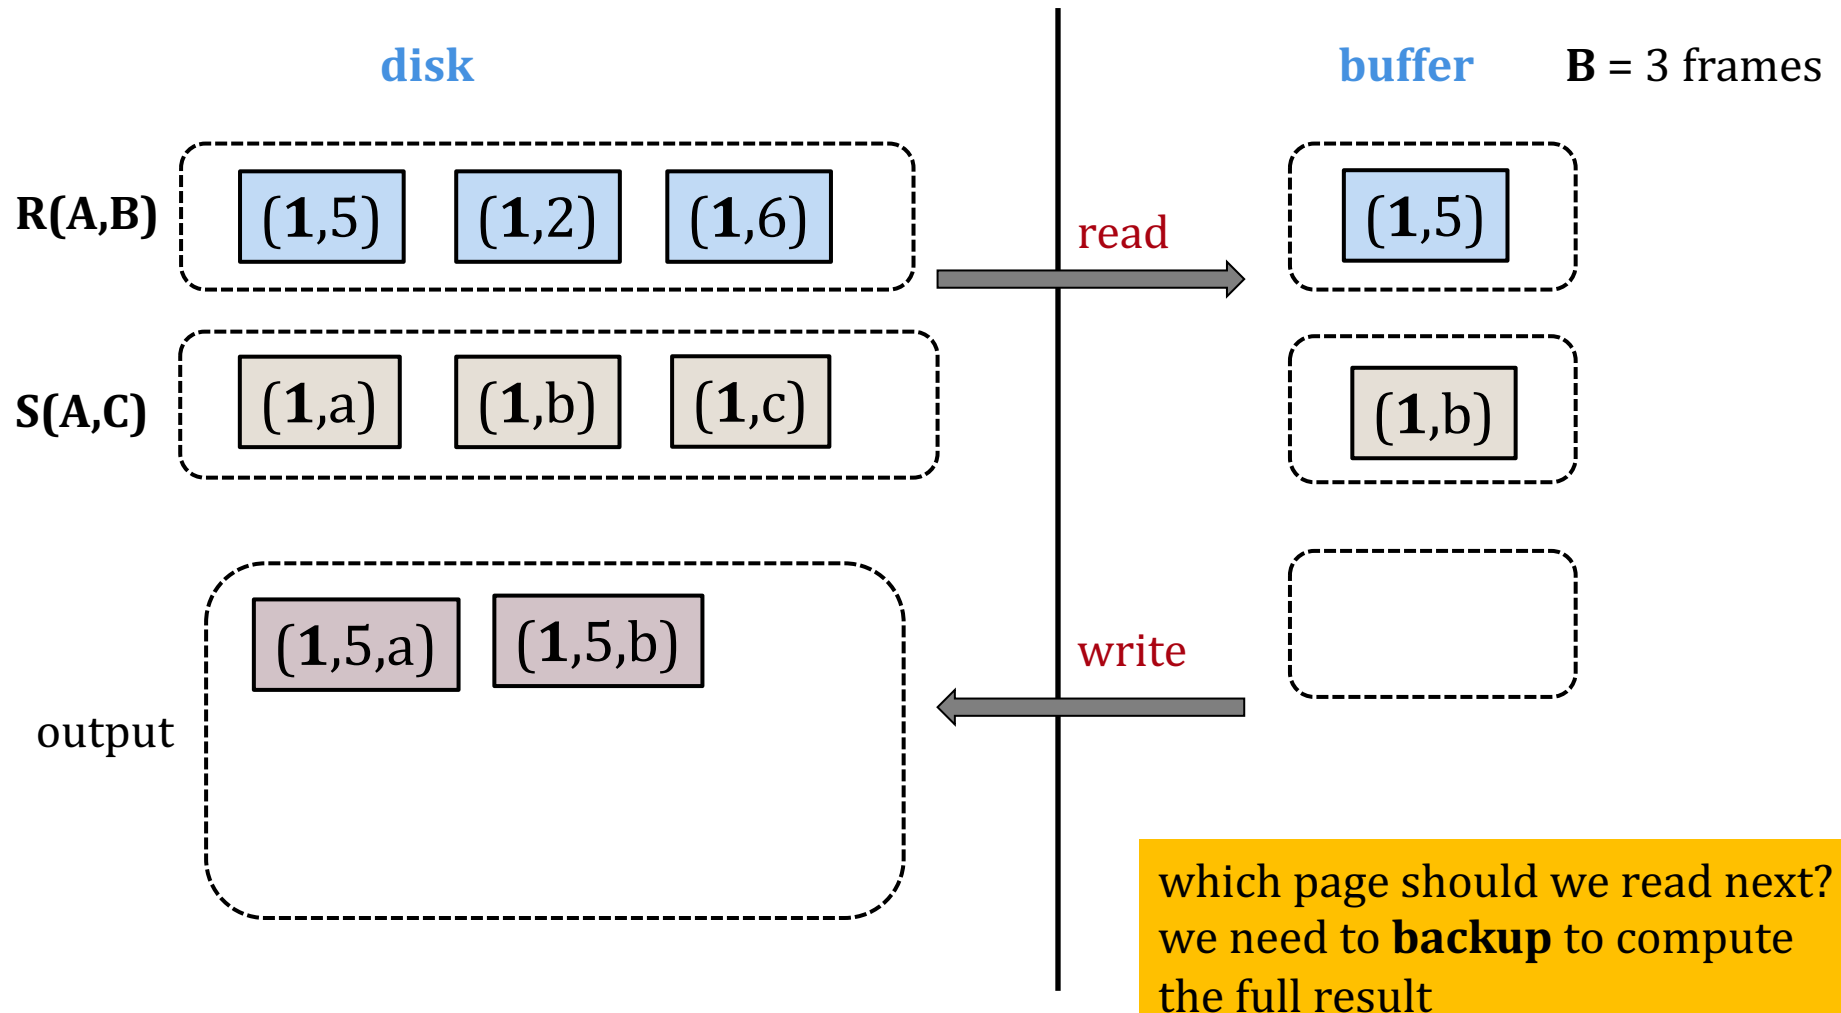 disk
buffer
B = 3 frames
R(A,B)
(1,5)
(1,2)
(1,6)
read
(1,5)
S(A,C)
(1,a)
(1,b)
(1,c)
(1,b)
output
(1,5,a)
(1,5,b)
write
which page should we read next?
we need to backup to compute
the full result